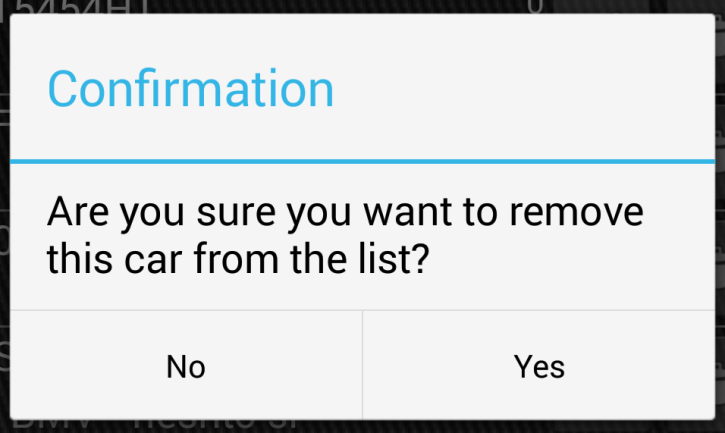 Confirmation
Are you sure you want to remove
this car from the list?
No
Yes